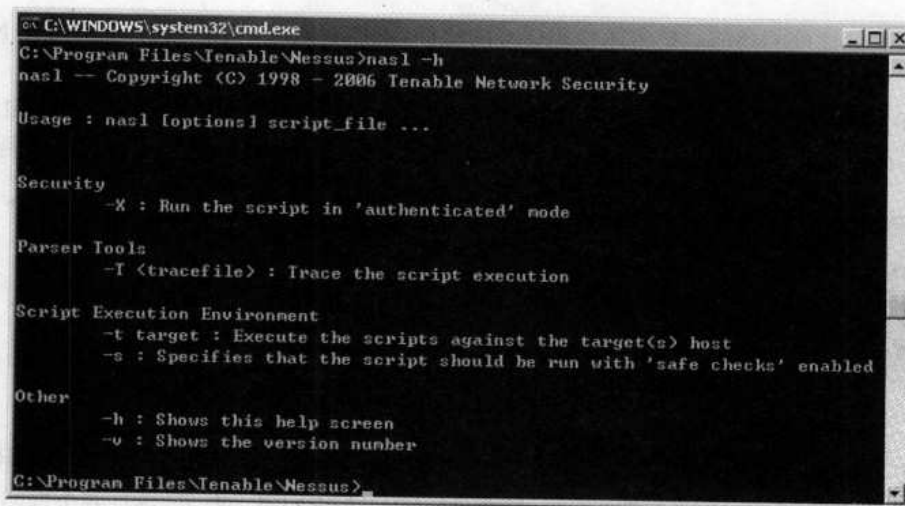 C:\WINDOWS\system32\cmd.exe
C:\Program Files\Tenable\Nessus>nasl -h
nasl -- Copyright (C) 1998 - 2006 Tenable Network Security
Usage : nasl [options] script_file ...
Security
-X : Run the script in 'authenticated' mode
Parser Tools
-T <tracefile> : Trace the script execution
Script Execution Environment
-t target : Execute the scripts against the target(s) host
-s : Specifies that the script should be run with 'safe checks' enabled
Other
-h : Shows this help screen
-v : Shows the version number
C:\Program Files\Tenable\Nessus>_